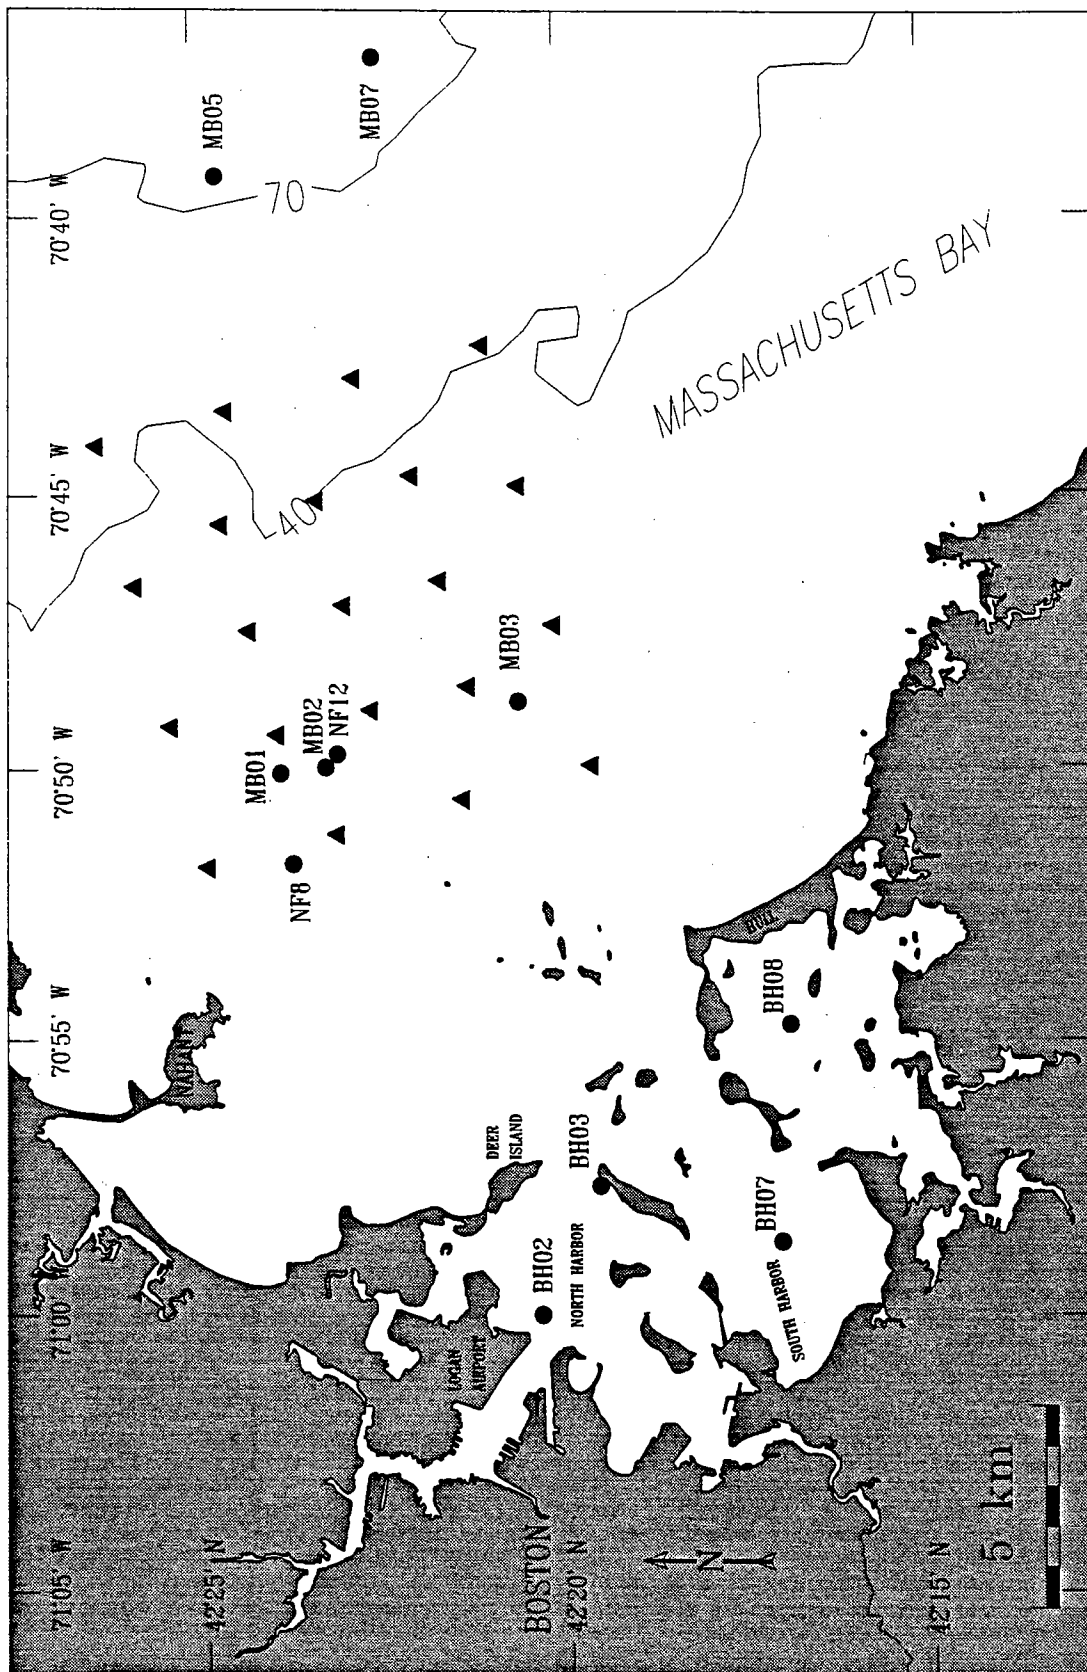 71°05' W
71°00' W
70°55' W
70°50' W
70°45' W
70°40' W
42°25' N
42°20' N
42°15' N
MB05
MB07
70
40
MASSACHUSETTS BAY
MB01
MB02
NF12
MB03
NF8
NAHANT
DEER
ISLAND
HULL
BH08
BH03
BH07
BH02
NORTH HARBOR
SOUTH HARBOR
LOGAN
AIRPORT
BOSTON
N
5 km